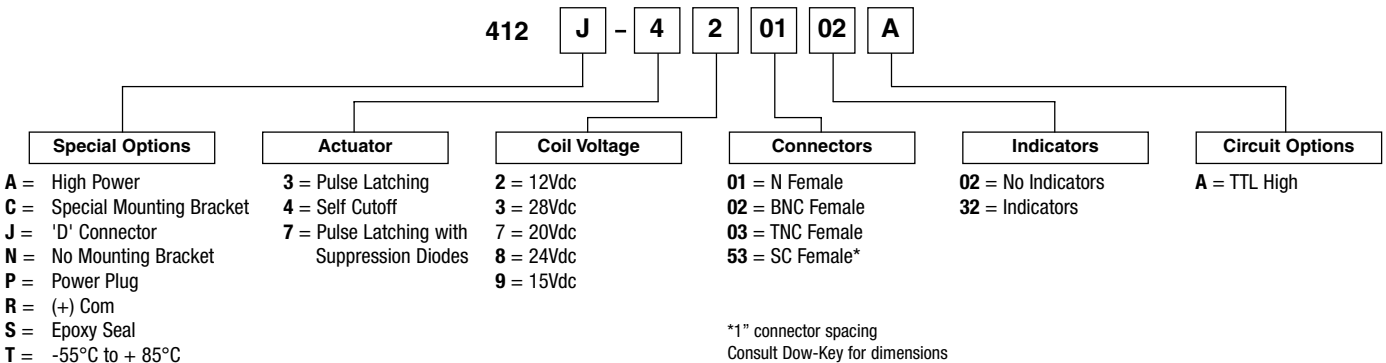 412 J - 4 2 01 02 A
Special Options
A = High Power
C = Special Mounting Bracket
J = 'D' Connector
N = No Mounting Bracket
P = Power Plug
R = (+) Com
S = Epoxy Seal
T = -55°C to + 85°C
Actuator
3 = Pulse Latching
4 = Self Cutoff
7 = Pulse Latching with
Suppression Diodes
Coil Voltage
2 = 12Vdc
3 = 28Vdc
7 = 20Vdc
8 = 24Vdc
9 = 15Vdc
Connectors
01 = N Female
02 = BNC Female
03 = TNC Female
53 = SC Female*
*1” connector spacing
Consult Dow-Key for dimensions
Indicators
02 = No Indicators
32 = Indicators
Circuit Options
A = TTL High